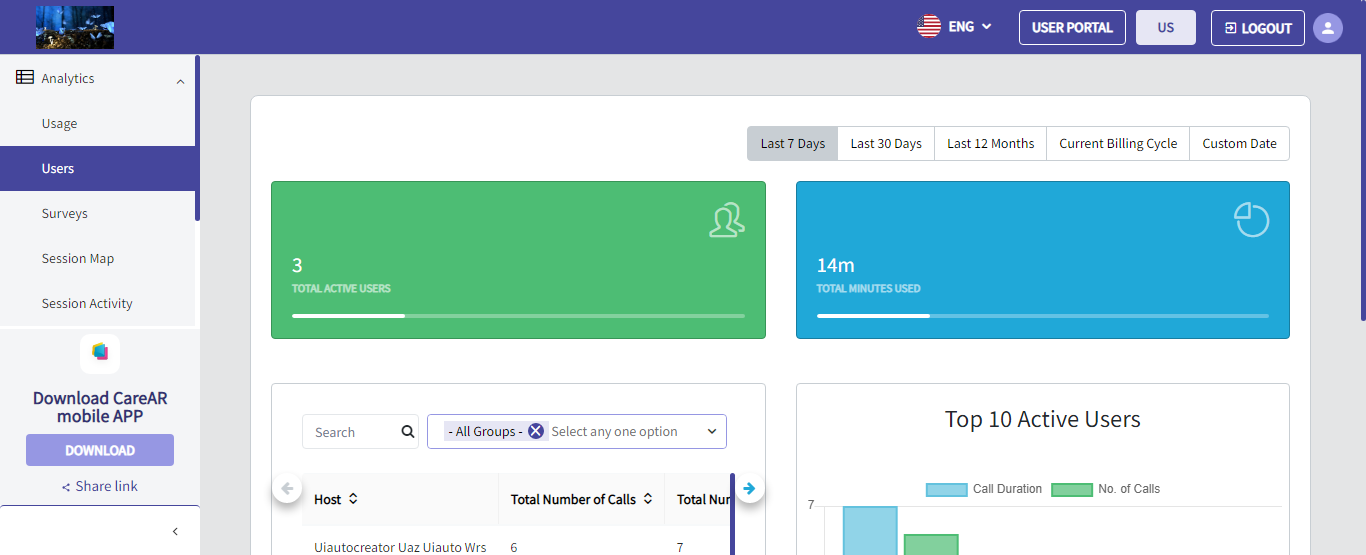 ENG
USER PORTAL
US
LOGOUT
Analytics
Usage
Users
Surveys
Session Map
Session Activity
Download CareAR
mobile APP
DOWNLOAD
Share link
Last 7 Days
Last 30 Days
Last 12 Months
Current Billing Cycle
Custom Date
3
TOTAL ACTIVE USERS
14m
TOTAL MINUTES USED
Search
- All Groups -
Select any one option
Host
Total Number of Calls
Total Nur
Uiautocreator Uaz Uiauto Wrs
6
7
Top 10 Active Users
Call Duration
No. of Calls
7